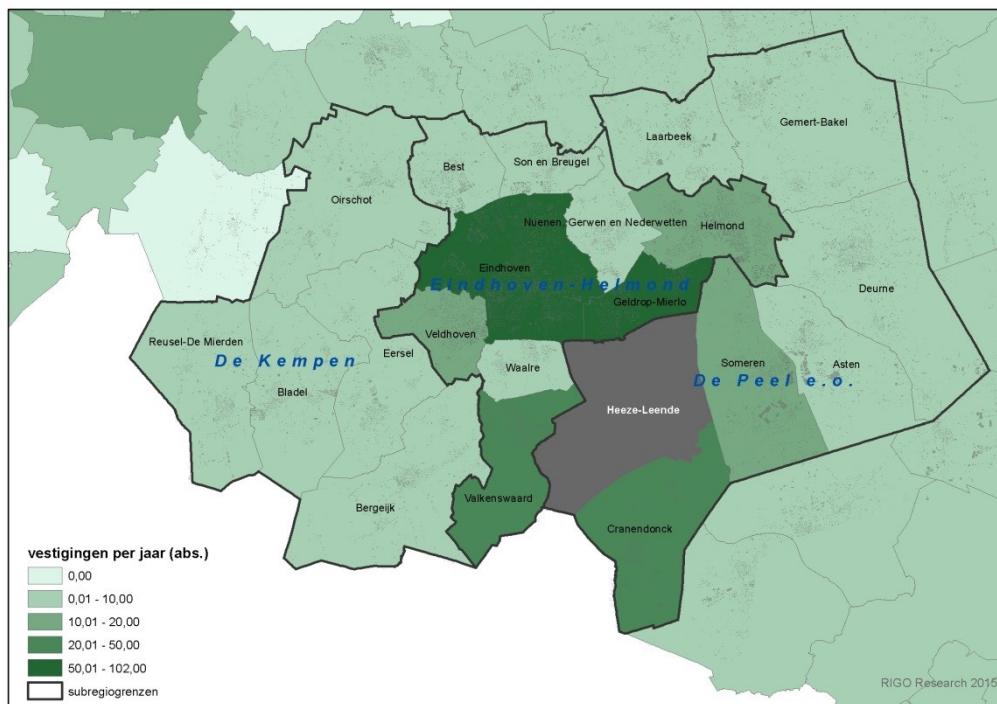 Gemert-Bakel
Laarbeek
Son en Breugel
Best
Oirschot
Nuenen, Gerwen en Nederwetten
Helmond
Eindhoven
Eindhoven-Helmond
Deurne
Geldrop-Mierlo
Veldhoven
Reusel-De Mierden
Eersel
De Kempen
Waalre
Someren
Asten
De Peel e.o.
Bladel
Heeze-Leende
Valkenswaard
Bergeijk
Cranendonck
vestigingen per jaar (abs.)
0,00
0,01 - 10,00
10,01 - 20,00
20,01 - 50,00
50,01 - 102,00
subregiogrenzen
RIGO Research 2015